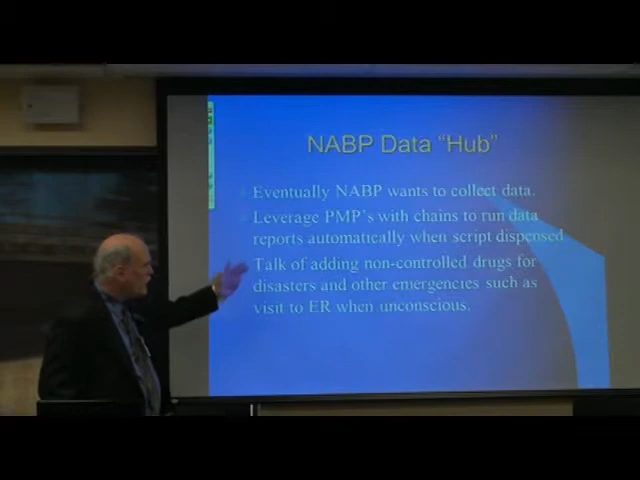 NABP Data “Hub”
Eventually NABP wants to collect data.
Leverage PMP’s with chains to run data
reports automatically when script dispensed
Talk of adding non-controlled drugs for
disasters and other emergencies such as
visit to ER when unconscious.